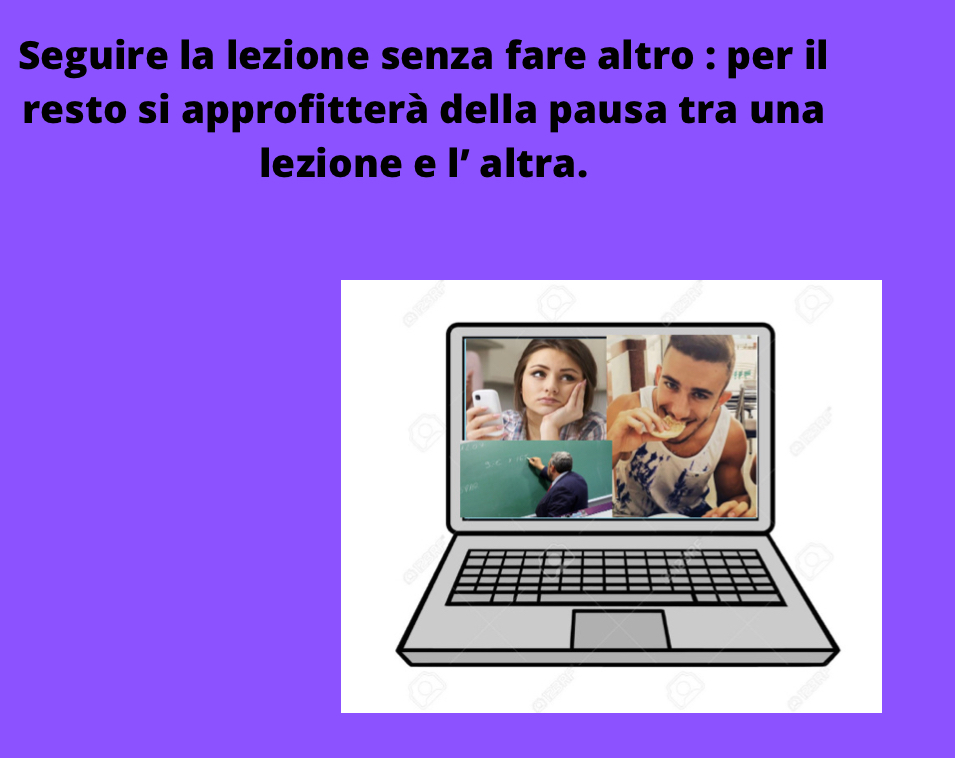 Seguire la lezione senza fare altro : per il
resto si approfitterà della pausa tra una
lezione e l’ altra.